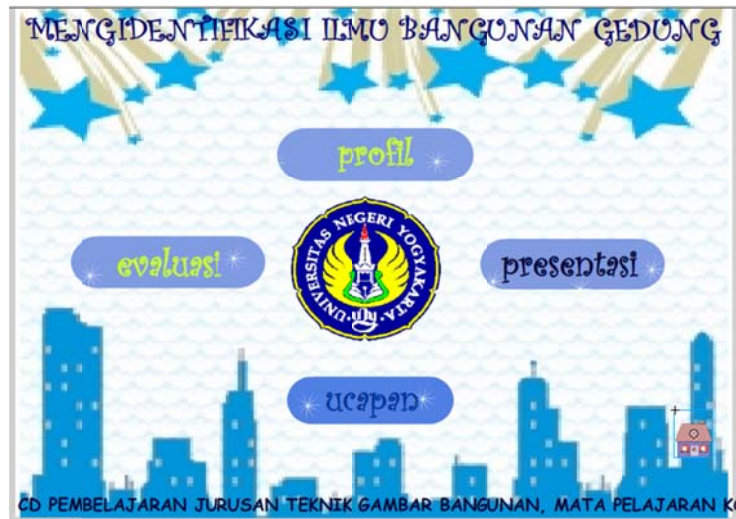 MENGIDENTIFIKASI ILMU BANGUNAN GEDUNG
profil
UNIVERSITAS NEGERI YOGYAKARTA
evaluasi
presentasi
ucapan
CD PEMBELAJARAN JURUSAN TEKNIK GAMBAR BANGUNAN, MATA PELAJARAN